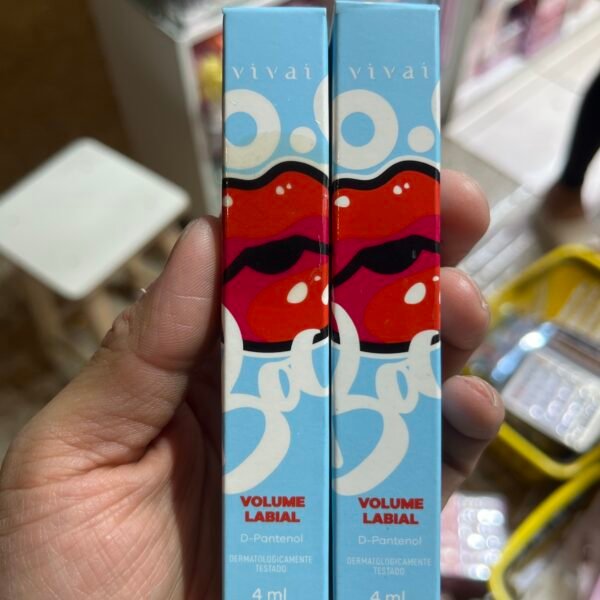 vivai
VOLUME
LABIAL
D-Pantenol
DERMATOLOGICAMENTE
TESTADO
4 ml
vivai
VOLUME
LABIAL
D-Pantenol
DERMATOLOGICAMENTE
TESTADO
4 ml